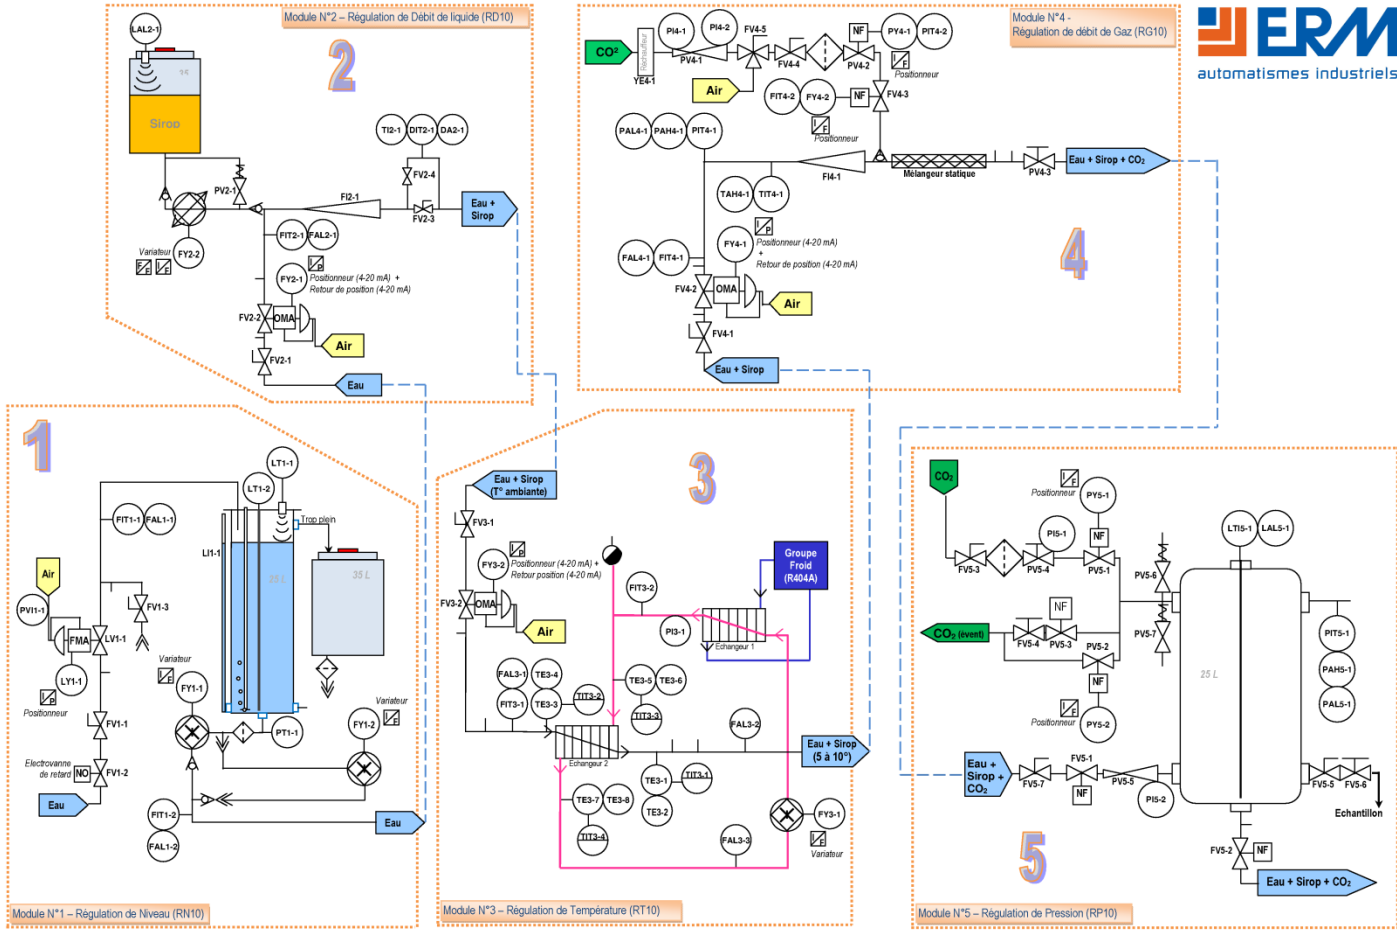 Module N°2 – Régulation de Débit de liquide (RD10)
2
LAL2-1
Sirop
PV2-1
TI2-1
DIT2-1
DA2-1
FV2-4
FI2-1
FV2-3
Eau +
Sirop
FIT2-1
FAL2-1
Variateur
FY2-2
F/F
I/F
FY2-1
I/P
Positionneur (4-20 mA) +
Retour de position (4-20 mA)
FV2-2
OMA
Air
FV2-1
Eau
Module N°4 -
Régulation de débit de Gaz (RG10)
4
CO²
Réchauffeur
YE4-1
PI4-1
PI4-2
PV4-1
FV4-5
FV4-4
NF
PY4-1
PIT4-2
PV4-2
I/F
Positionneur
Air
FIT4-2
FY4-2
NF
FV4-3
I/F
Positionneur
PAL4-1
PAH4-1
PIT4-1
FI4-1
Mélangeur statique
PV4-3
Eau + Sirop + CO₂
TAH4-1
TIT4-1
FAL4-1
FIT4-1
FY4-1
I/P
Positionneur (4-20 mA)
+
Retour de position (4-20 mA)
FV4-2
OMA
Air
FV4-1
Eau + Sirop
ERM
automatismes industriels
1
LT1-1
LT1-2
FIT1-1
FAL1-1
Trop plein
LI1-1
25 L
35 L
Air
PVI1-1
FMA
LV1-1
FV1-3
LY1-1
I/P
Positionneur
Variateur
I/F
FY1-1
FV1-1
PT1-1
Variateur
FY1-2
I/F
Electrovanne
de retard
NO
FV1-2
Eau
FIT1-2
FAL1-2
Eau
Module N°1 – Régulation de Niveau (RN10)
3
Eau + Sirop
(T° ambiante)
FV3-1
FY3-2
I/P
Positionneur (4-20 mA) +
Retour position (4-20 mA)
FV3-2
OMA
Air
FIT3-2
PI3-1
Echangeur 1
Groupe
Froid
(R404A)
FAL3-1
TE3-4
FIT3-1
TE3-3
TIT3-2
TE3-5
TE3-6
TIT3-3
Echangeur 2
FAL3-2
Eau + Sirop
(5 à 10°)
TE3-1
TIT3-1
TE3-2
TE3-7
TE3-8
TIT3-4
FAL3-3
FY3-1
I/F
Variateur
Module N°3 – Régulation de Température (RT10)
5
CO₂
I/F
Positionneur
PY5-1
PI5-1
NF
FV5-3
PV5-4
PV5-1
PV5-6
LTI5-1
LAL5-1
NF
CO₂ (évent)
FV5-4
PV5-3
PV5-2
PV5-7
NF
I/F
Positionneur
PY5-2
25 L
PIT5-1
PAH5-1
PAL5-1
Eau +
Sirop +
CO₂
PV5-7
FV5-1
NF
PV5-5
PI5-2
PV5-10
FV5-5
FV5-6
Echantillon
FV5-2
NF
Eau + Sirop + CO₂
Module N°5 – Régulation de Pression (RP10)